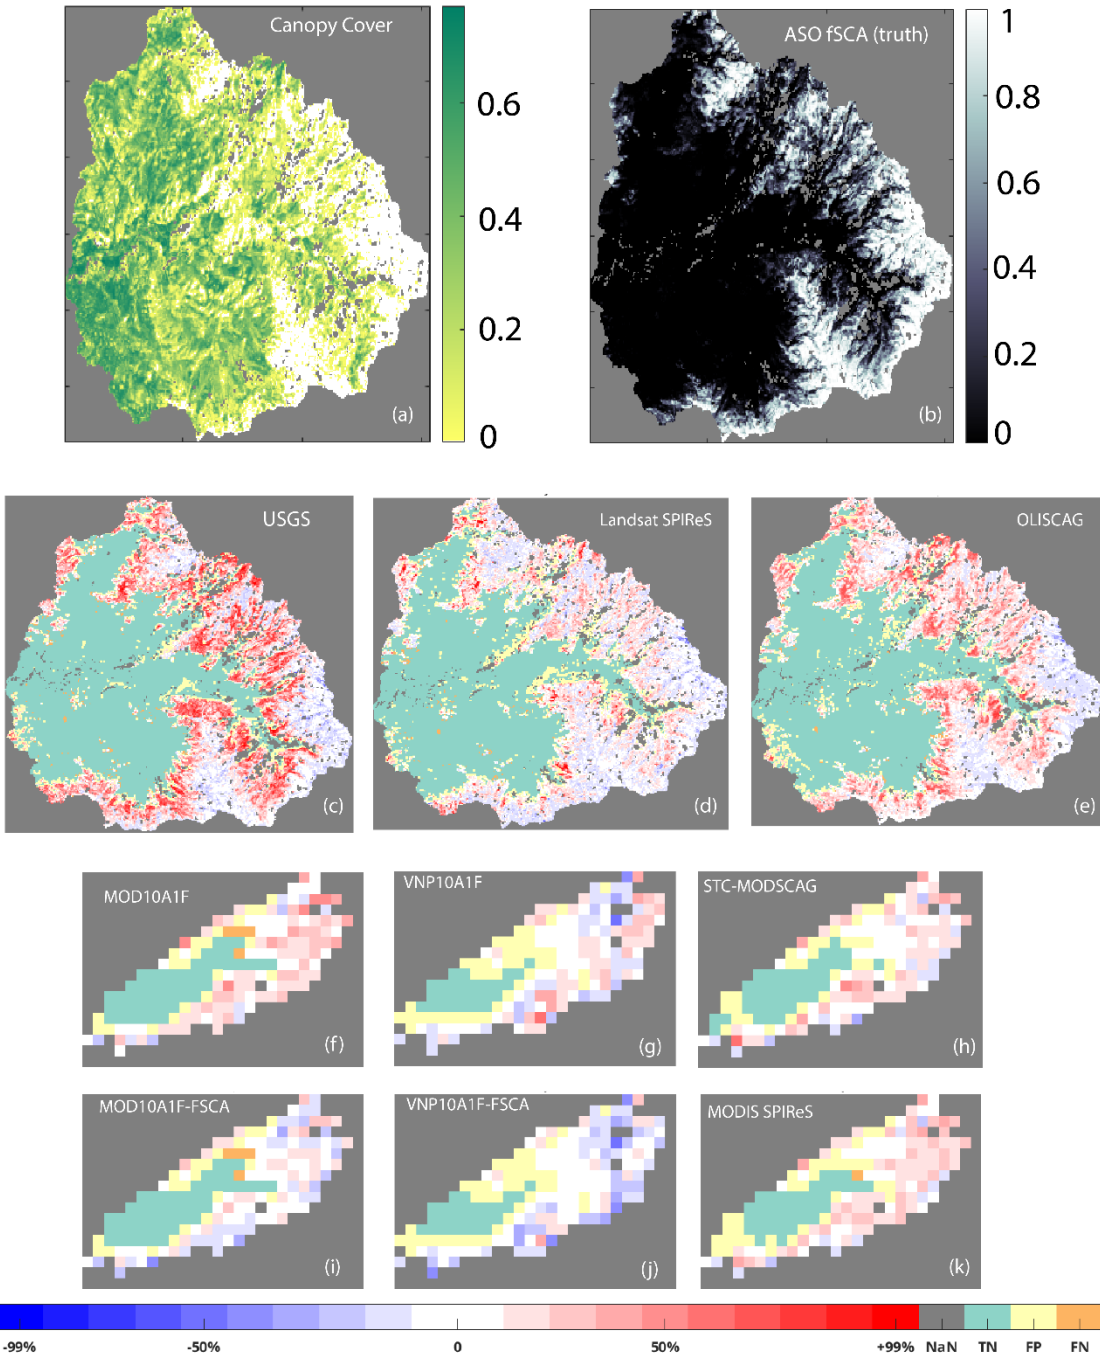 Canopy Cover
0.6
0.4
0.2
0
(a)
ASO fSCA (truth)
1
0.8
0.6
0.4
0.2
0
(b)
USGS
(c)
Landsat SPIReS
(d)
OLISCAG
(e)
MOD10A1F
(f)
VNP10A1F
(g)
STC-MODSCAG
(h)
MOD10A1F-FSCA
(i)
VNP10A1F-FSCA
(j)
MODIS SPIReS
(k)
-99% -50% 0 50% +99% NaN TN FP FN